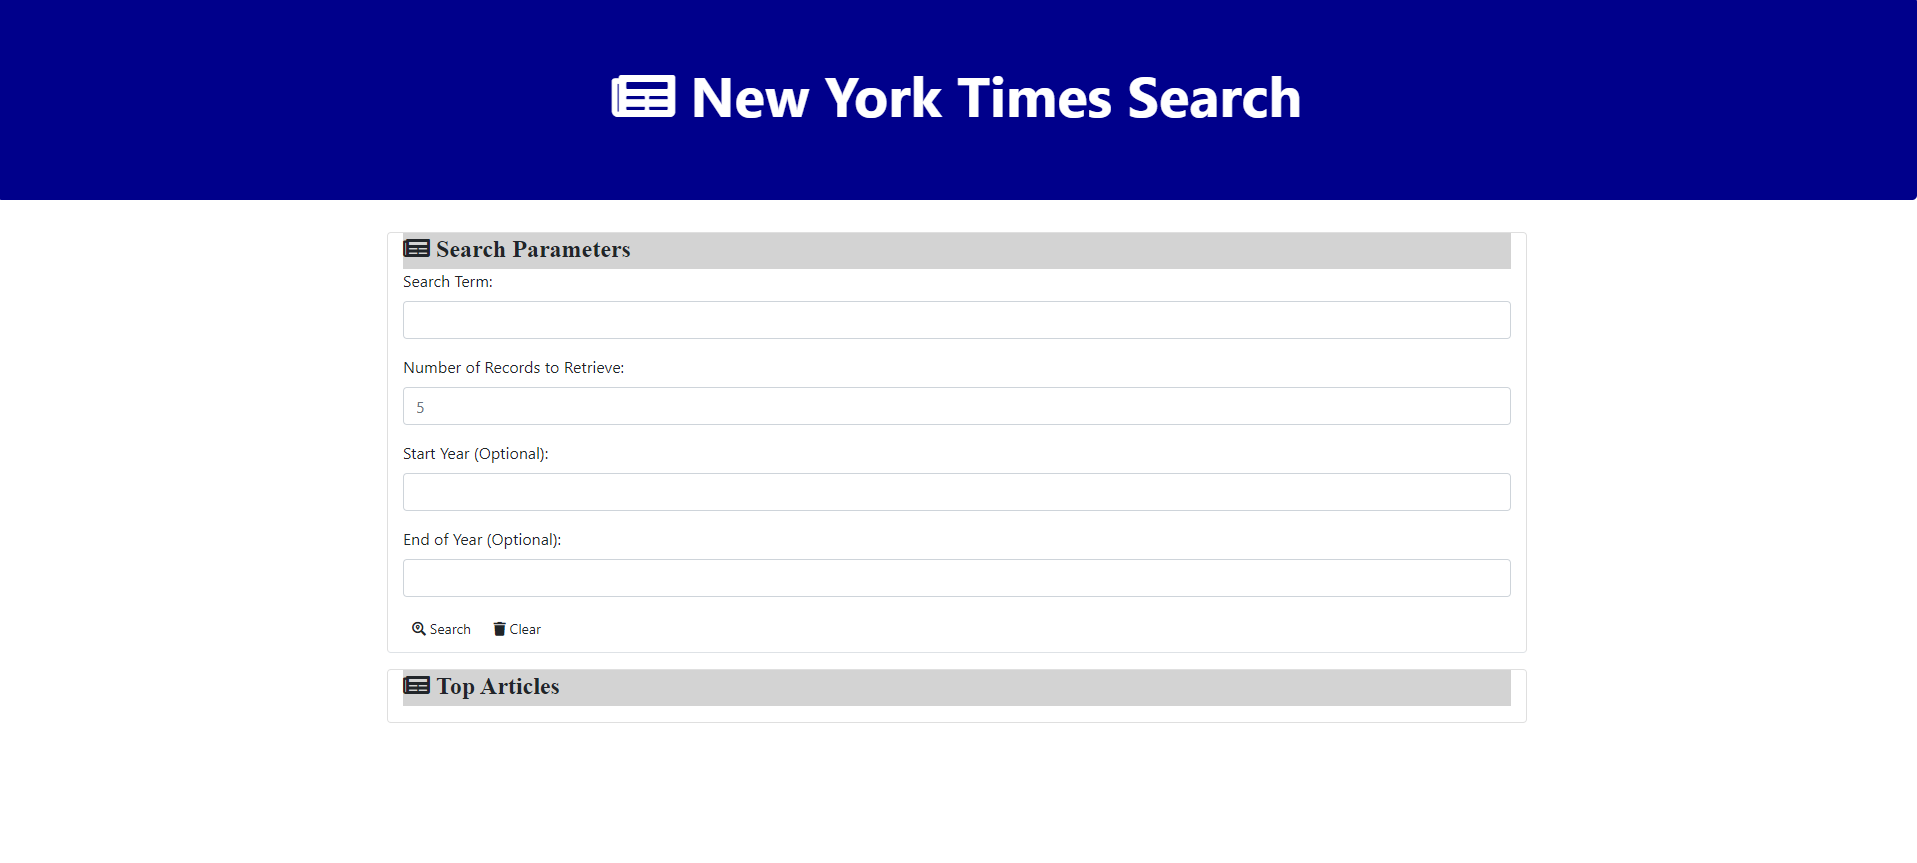 New York Times Search
Search Parameters
Search Term:
Number of Records to Retrieve:
5
Start Year (Optional):
End of Year (Optional):
Search Clear
Top Articles